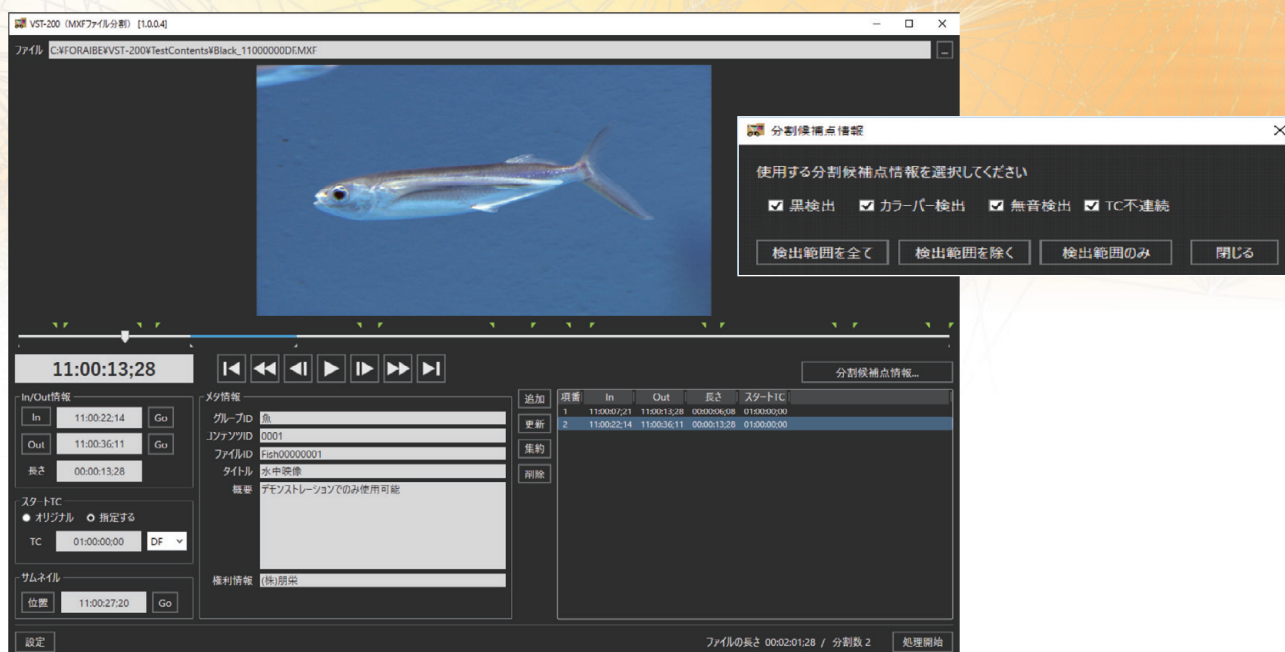 VST-200（MXFファイル分割） [1.0.0.4]
ファイル C:¥FORAIBE¥VST-200¥TestContents¥Black_11000000DF.MXF ...
分割候補点情報
使用する分割候補点情報を選択してください
黒検出 カラーバー検出 無音検出 TC不連続
検出範囲を全て 検出範囲を除く 検出範囲のみ 閉じる
11:00:13;28
分割候補点情報...
In/Out情報
In 11:00:22;14 Go
Out 11:00:36;11 Go
長さ 00:00:13;28
スタートTC
オリジナル 指定する
TC 01:00:00;00 DF
サムネイル
位置 11:00:27;20 Go
メタ情報
グループID 魚
コンテンツID 0001
ファイルID Fish00000001
タイトル 水中映像
概要 デモンストレーションでのみ使用可能
権利情報 (株)朋栄
追加
更新
集約
削除
項番 In Out 長さ スタートTC
1 11:00:07;21 11:00:13;28 00:00:06;08 01:00:00;00
2 11:00:22;14 11:00:36;11 00:00:13;28 01:00:00;00
設定
ファイルの長さ 00:02:01;28 / 分割数 2 処理開始